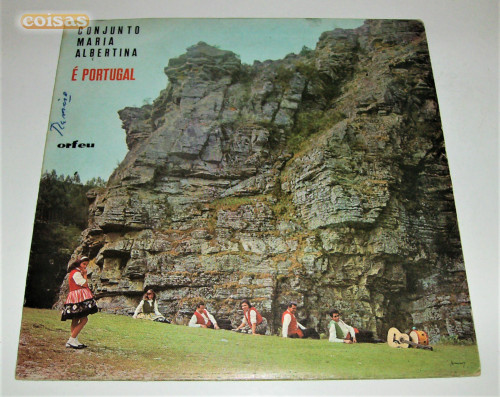 coisas
CONJUNTO
MARIA
ALBERTINA
É PORTUGAL
orfeu